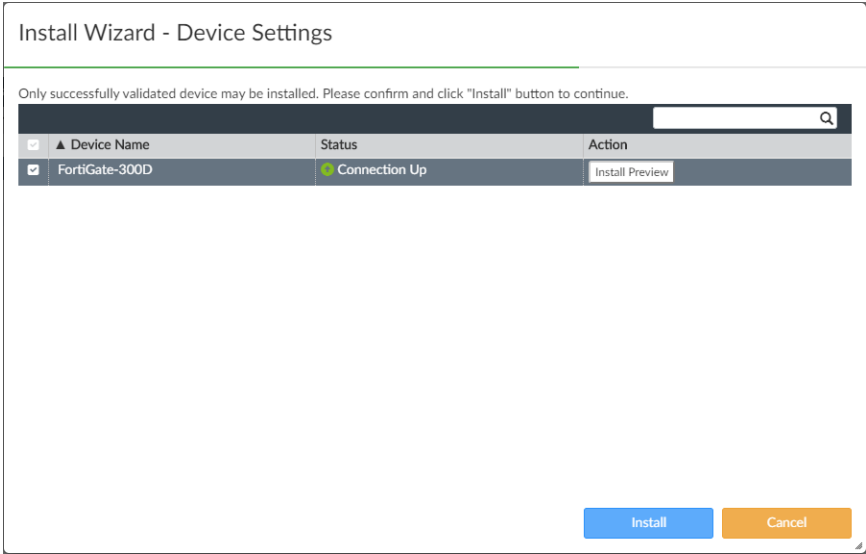 Install Wizard - Device Settings
Only successfully validated device may be installed. Please confirm and click "Install" button to continue.
▲ Device Name Status Action
FortiGate-300D Connection Up Install Preview
Install Cancel